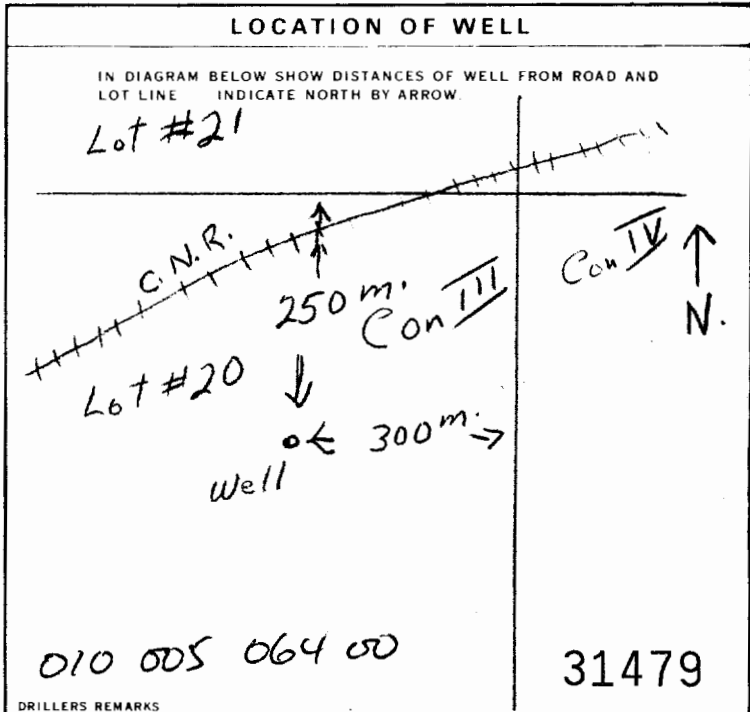 LOCATION OF WELL
IN DIAGRAM BELOW SHOW DISTANCES OF WELL FROM ROAD AND
LOT LINE INDICATE NORTH BY ARROW.
Lot #21
C.N.R.
Con IV
250 m.
Con III
N.
Lot #20
300 m.
Well
010 005 064 00
31479
DRILLERS REMARKS